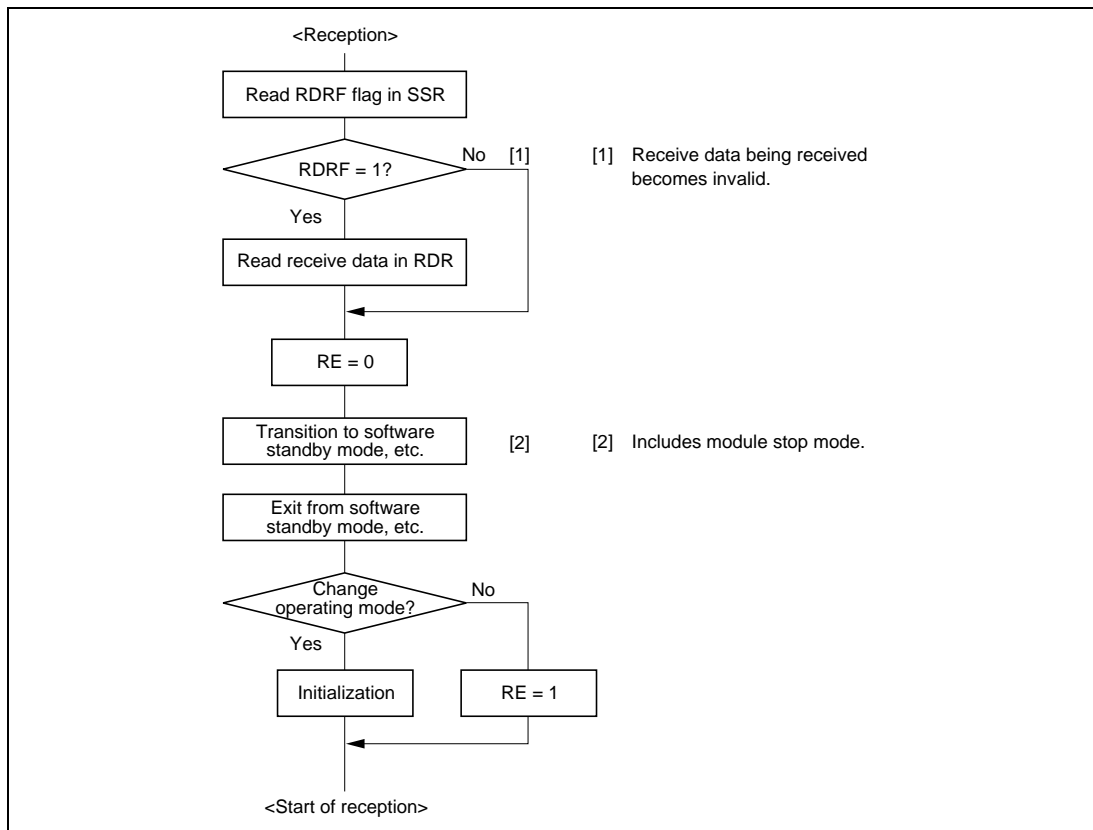 <Reception>
Read RDRF flag in SSR
RDRF = 1?
No [1]
[1] Receive data being received
becomes invalid.
Yes
Read receive data in RDR
RE = 0
Transition to software
standby mode, etc.
[2]
[2] Includes module stop mode.
Exit from software
standby mode, etc.
Change
operating mode?
No
Yes
Initialization
RE = 1
<Start of reception>